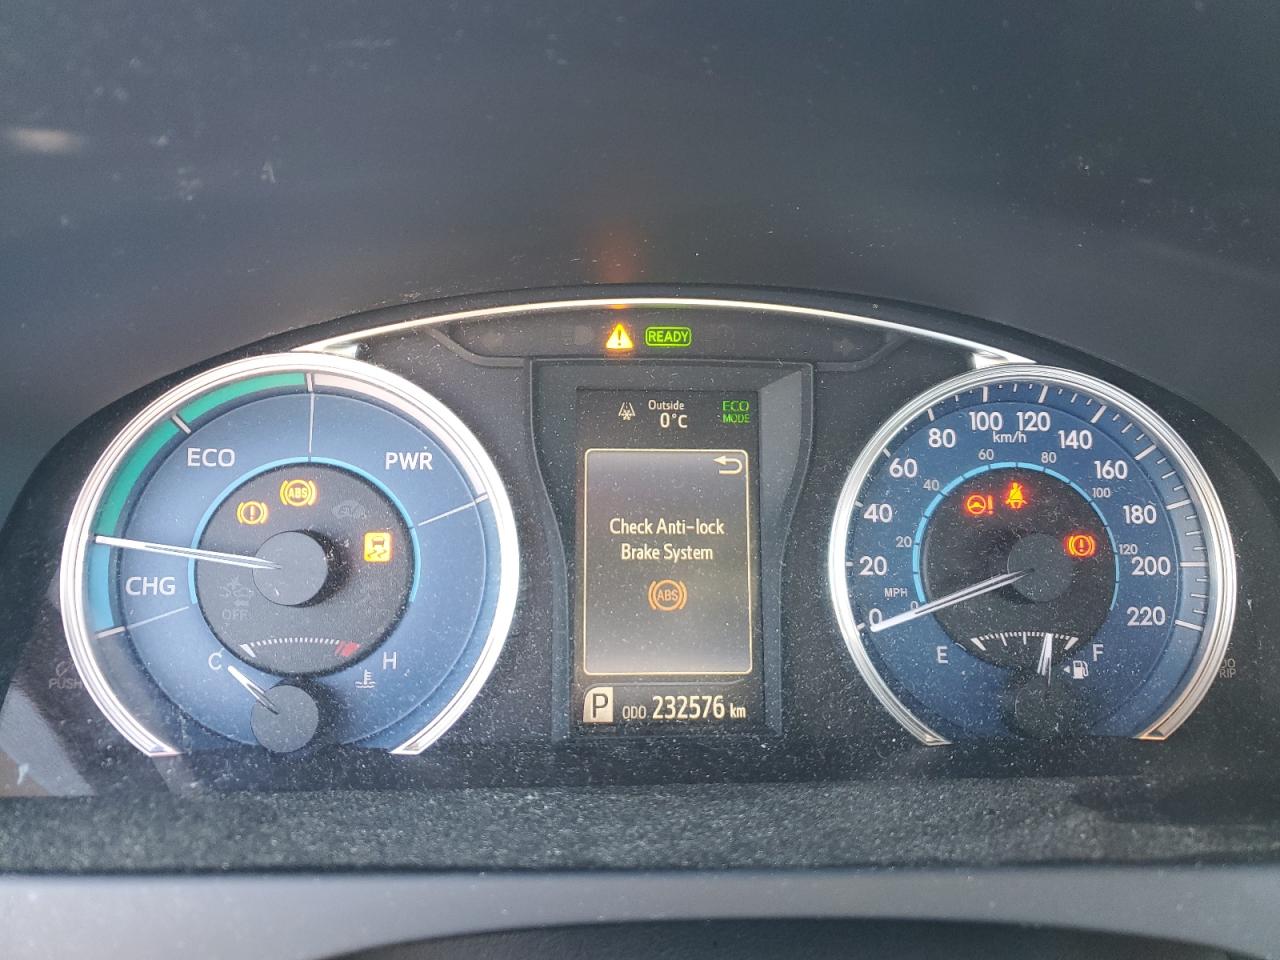 READY
Outside
0°C
ECO
MODE
ECO
PWR
CHG
ABS
OFF
C
H
PUSH
Check Anti-lock
Brake System
ABS
P
ODO 232576 km
0
20
40
60
80
100
120
140
160
180
200
220
km/h
MPH
0
20
40
60
80
100
120
E
F